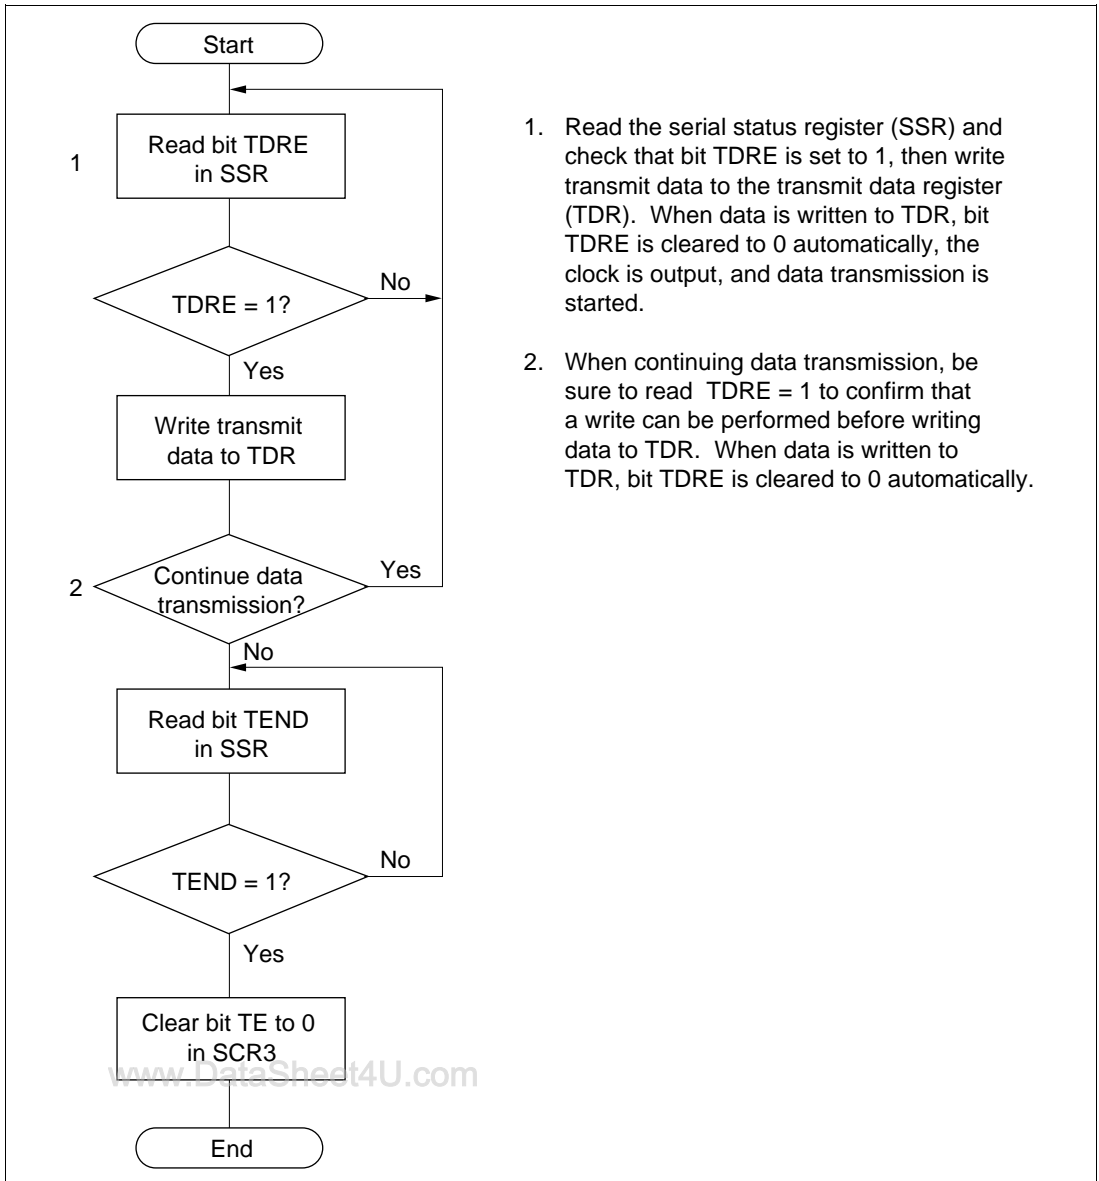 Start
1
Read bit TDRE
in SSR
TDRE = 1?
No
Yes
Write transmit
data to TDR
2
Continue data
transmission?
Yes
No
Read bit TEND
in SSR
TEND = 1?
No
Yes
Clear bit TE to 0
in SCR3
www.DataSheet4U.com
End
1. Read the serial status register (SSR) and
check that bit TDRE is set to 1, then write
transmit data to the transmit data register
(TDR). When data is written to TDR, bit
TDRE is cleared to 0 automatically, the
clock is output, and data transmission is
started.
2. When continuing data transmission, be
sure to read TDRE = 1 to confirm that
a write can be performed before writing
data to TDR. When data is written to
TDR, bit TDRE is cleared to 0 automatically.